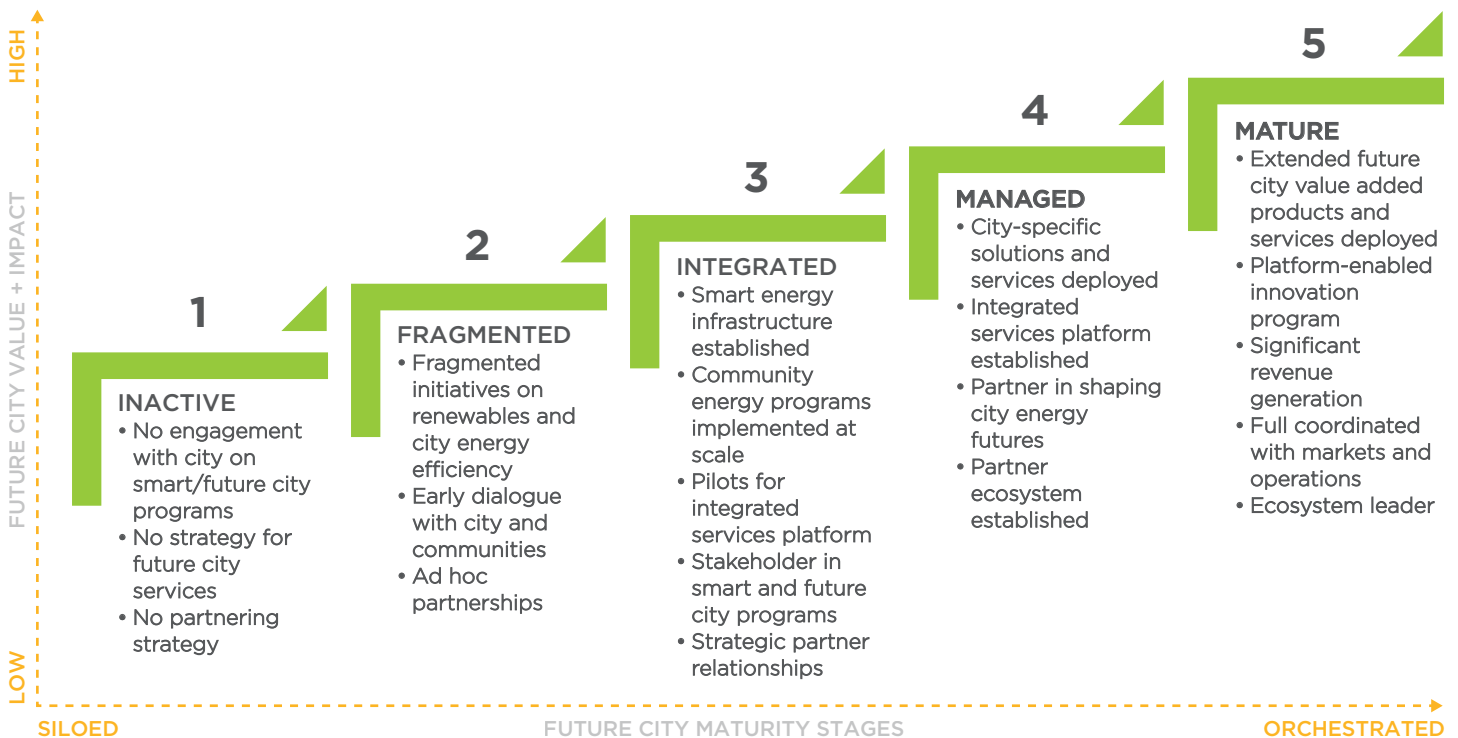 HIGH
FUTURE CITY VALUE + IMPACT
LOW
1
INACTIVE
• No engagement
with city on
smart/future city
programs
• No strategy for
future city
services
• No partnering
strategy
2
FRAGMENTED
• Fragmented
initiatives on
renewables and
city energy
efficiency
• Early dialogue
with city and
communities
• Ad hoc
partnerships
3
INTEGRATED
• Smart energy
infrastructure
established
• Community
energy programs
implemented at
scale
• Pilots for
integrated
services platform
• Stakeholder in
smart and future
city programs
• Strategic partner
relationships
4
MANAGED
• City-specific
solutions and
services deployed
• Integrated
services platform
established
• Partner in shaping
city energy
futures
• Partner
ecosystem
established
5
MATURE
• Extended future
city value added
products and
services deployed
• Platform-enabled
innovation
program
• Significant
revenue
generation
• Full coordinated
with markets and
operations
• Ecosystem leader
SILOED
FUTURE CITY MATURITY STAGES
ORCHESTRATED